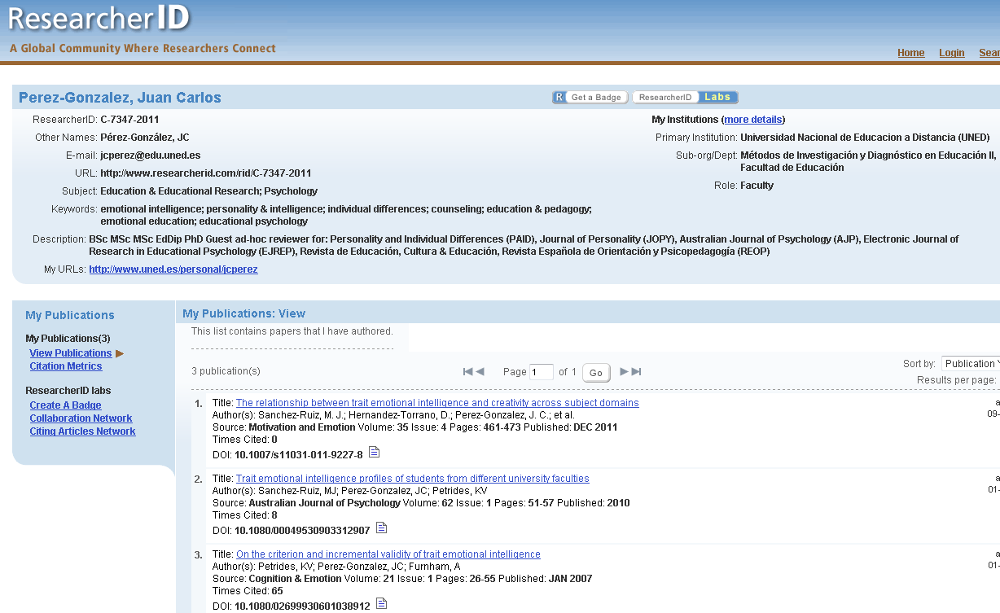 ResearcherID
A Global Community Where Researchers Connect
Home Login
Perez-Gonzalez, Juan Carlos
R Get a Badge ResearcherID Labs
ResearcherID: C-7347-2011
Other Names: Pérez-González, JC
E-mail: jcperez@edu.uned.es
URL: http://www.researcherid.com/rid/C-7347-2011
Subject: Education & Educational Research; Psychology
Keywords: emotional intelligence; personality & intelligence; individual differences; counseling; education & pedagogy;
emotional education; educational psychology
My Institutions (more details)
Primary Institution: Universidad Nacional de Educacion a Distancia (UNED)
Sub-org/Dept: Métodos de Investigación y Diagnóstico en Educación II,
Facultad de Educación
Role: Faculty
Description: BSc MSc MSc EdDip PhD Guest ad-hoc reviewer for: Personality and Individual Differences (PAID), Journal of Personality (JOPY), Australian Journal of Psychology (AJP), Electronic Journal of
Research in Educational Psychology (EJREP), Revista de Educación, Cultura & Educación, Revista Española de Orientación y Psicopedagogía (REOP)
My URLs: http://www.uned.es/personal/jcperez
My Publications
My Publications(3)
View Publications
Citation Metrics
ResearcherID labs
Create A Badge
Collaboration Network
Citing Articles Network
My Publications: View
This list contains papers that I have authored.
3 publication(s)
Page 1 of 1 Go
Sort by: Publication
Results per page:
1. Title: The relationship between trait emotional intelligence and creativity across subject domains
Author(s): Sanchez-Ruiz, M. J.; Hernandez-Torrano, D.; Perez-Gonzalez, J. C.; et al.
Source: Motivation and Emotion Volume: 35 Issue: 4 Pages: 461-473 Published: DEC 2011
Times Cited: 0
DOI: 10.1007/s11031-011-9227-8
a
09-
2. Title: Trait emotional intelligence profiles of students from different university faculties
Author(s): Sanchez-Ruiz, MJ; Perez-Gonzalez, JC; Petrides, KV
Source: Australian Journal of Psychology Volume: 62 Issue: 1 Pages: 51-57 Published: 2010
Times Cited: 8
DOI: 10.1080/00049530903312907
a
01-
3. Title: On the criterion and incremental validity of trait emotional intelligence
Author(s): Petrides, KV; Perez-Gonzalez, JC; Furnham, A
Source: Cognition & Emotion Volume: 21 Issue: 1 Pages: 26-55 Published: JAN 2007
Times Cited: 65
DOI: 10.1080/02699930601038912
a
01-